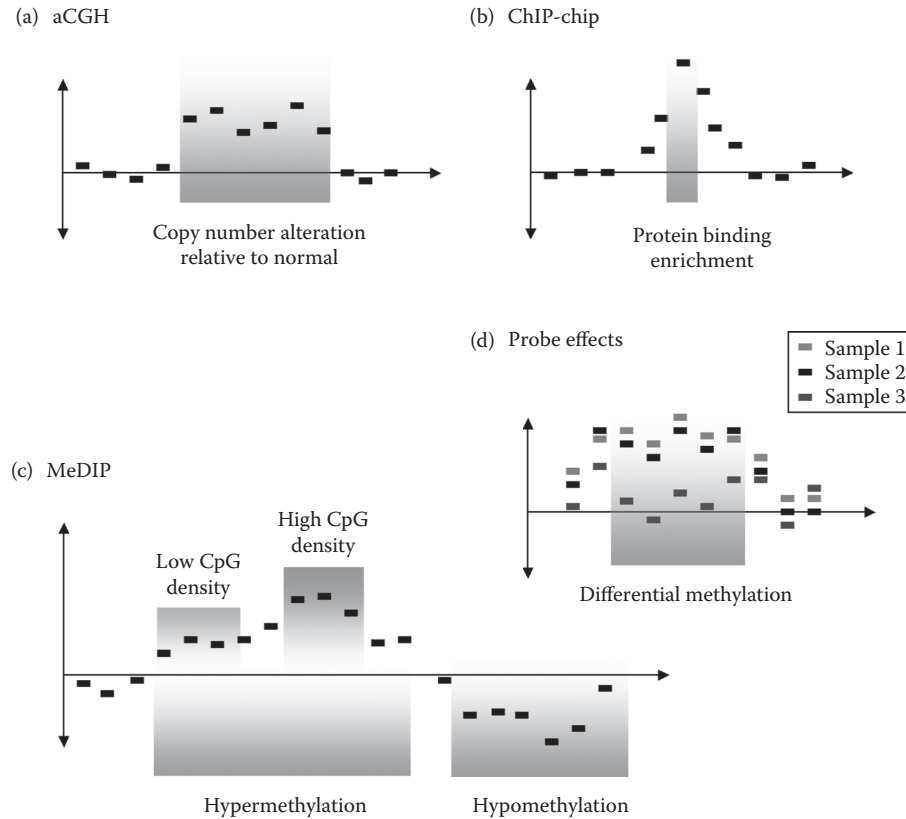 (a) aCGH
Copy number alteration
relative to normal
(b) ChIP-chip
Protein binding
enrichment
(c) MeDIP
Low CpG
density
High CpG
density
Hypermethylation
Hypomethylation
(d) Probe effects
Sample 1
Sample 2
Sample 3
Differential methylation